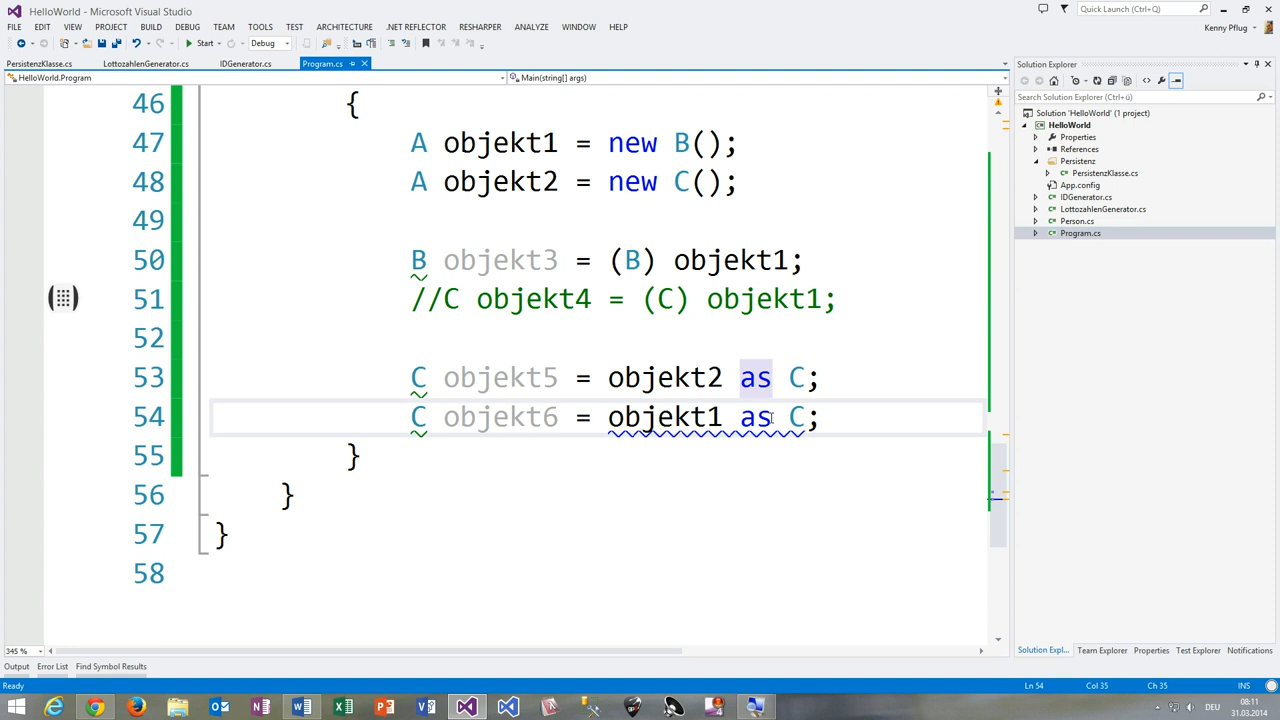 HelloWorld - Microsoft Visual Studio
Quick Launch (Ctrl+Q)
FILE EDIT VIEW PROJECT BUILD DEBUG TEAM TOOLS TEST ARCHITECTURE .NET REFLECTOR RESHARPER ANALYZE WINDOW HELP
Kenny Pflug
Start Debug
PersistenzKlasse.cs LottozahlenGenerator.cs IDGenerator.cs Program.cs
HelloWorld.Program Main(string[] args)
46 {
47 A objekt1 = new B();
48 A objekt2 = new C();
49
50 B objekt3 = (B) objekt1;
51 //C objekt4 = (C) objekt1;
52
53 C objekt5 = objekt2 as C;
54 C objekt6 = objekt1 as C;
55 }
56 }
57 }
58
Solution Explorer
Search Solution Explorer (Ctrl+ü)
Solution 'HelloWorld' (1 project)
HelloWorld
Properties
References
Persistenz
PersistenzKlasse.cs
App.config
IDGenerator.cs
LottozahlenGenerator.cs
Person.cs
Program.cs
345 %
Solution Expl... Team Explorer Properties Test Explorer Notifications
Output Error List Find Symbol Results
Ready Ln 54 Col 35 Ch 35 INS
DEU
08:11
31.03.2014